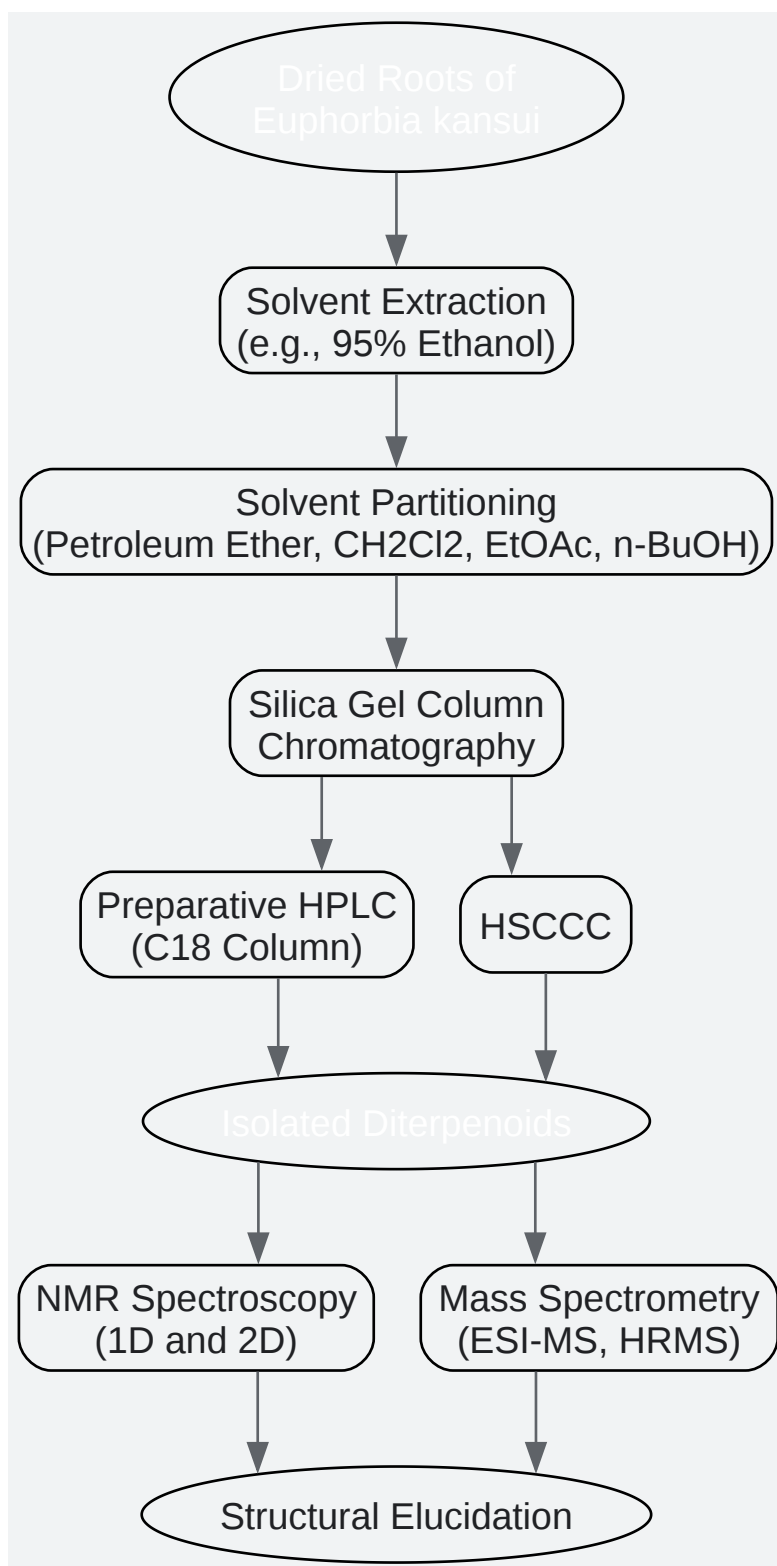 Dried Roots of
Euphorbia kansui
Solvent Extraction
(e.g., 95% Ethanol)
Solvent Partitioning
(Petroleum Ether, CH2Cl2, EtOAc, n-BuOH)
Silica Gel Column
Chromatography
Preparative HPLC
(C18 Column)
HSCCC
Isolated Diterpenoids
NMR Spectroscopy
(1D and 2D)
Mass Spectrometry
(ESI-MS, HRMS)
Structural Elucidation